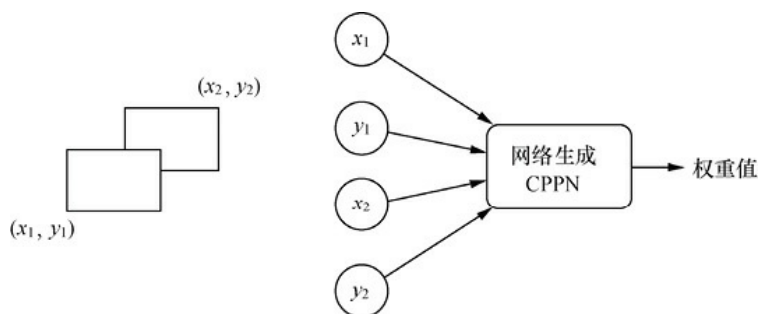 (x₂, y₂)
(x₁, y₁)
x₁
y₁
x₂
y₂
网络生成
CPPN
权重值